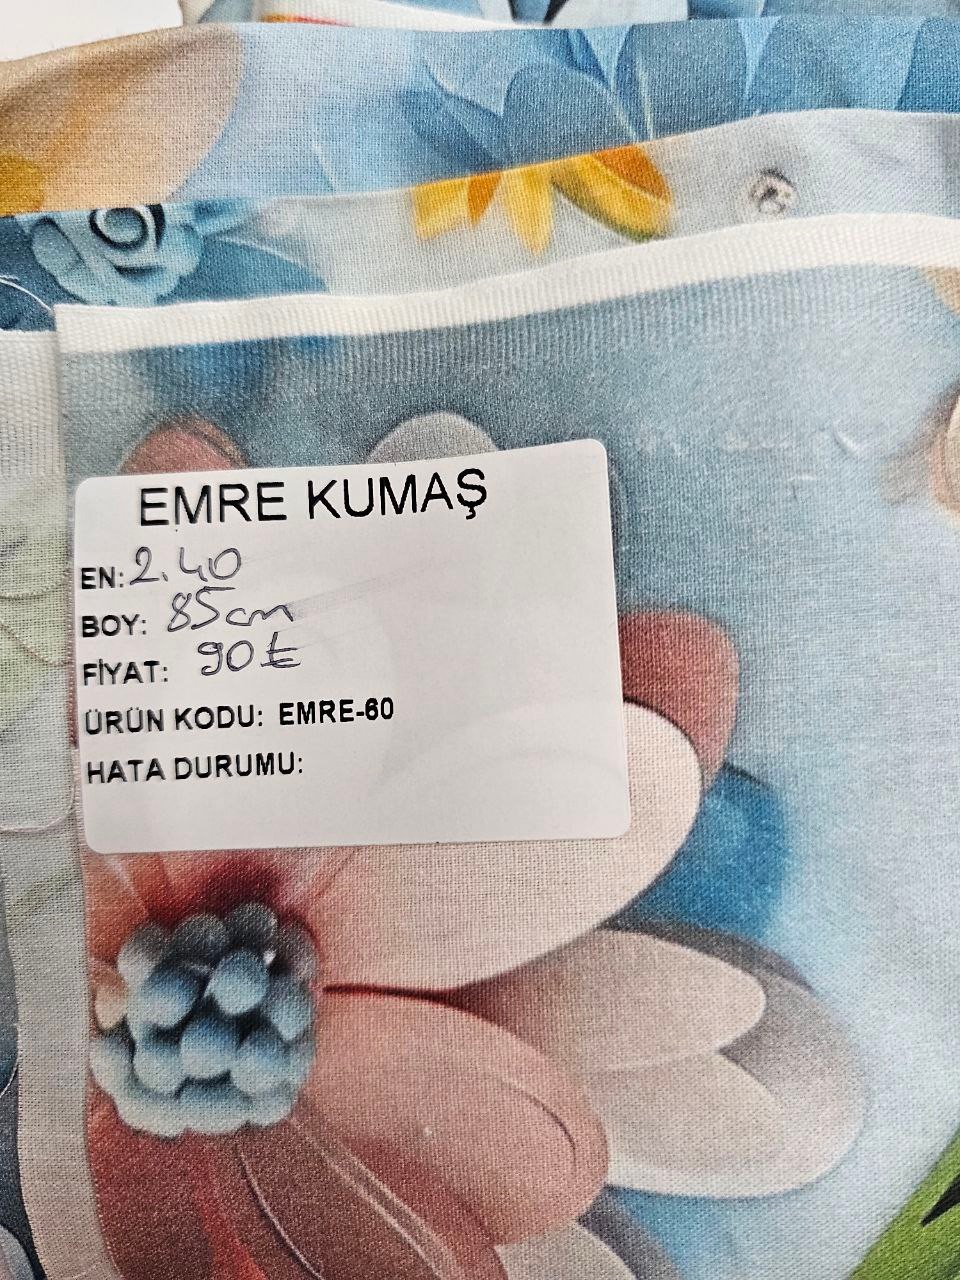 EMRE KUMAŞ
EN: 2.40
BOY: 85cm
FİYAT: 90₺
ÜRÜN KODU: EMRE-60
HATA DURUMU: